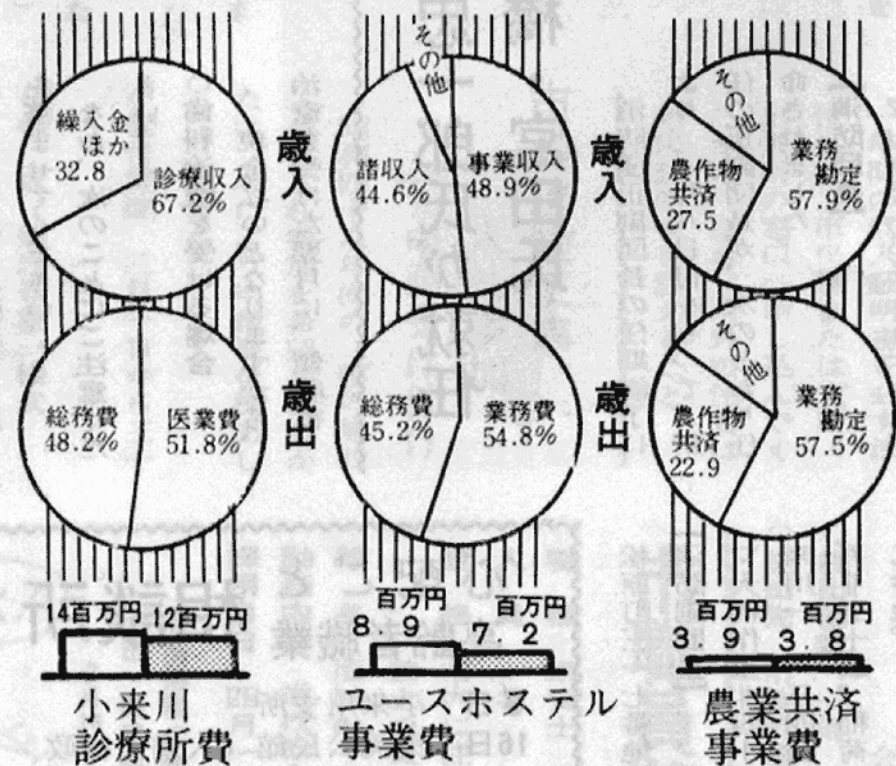 繰入金
ほか
32.8
診療収入
67.2%
歳入
その他
諸収入
44.6%
事業収入
48.9%
歳入
その他
農作物
共済
27.5
業務
勘定
57.9%
総務費
48.2%
医業費
51.8%
歳出
総務費
45.2%
業務費
54.8%
歳出
その他
農作物
共済
22.9
業務
勘定
57.5%
14百万円
12百万円
小来川
診療所費
百万円
8.9
百万円
7.2
ユースホステル
事業費
百万円
3.9
百万円
3.8
農業共済
事業費